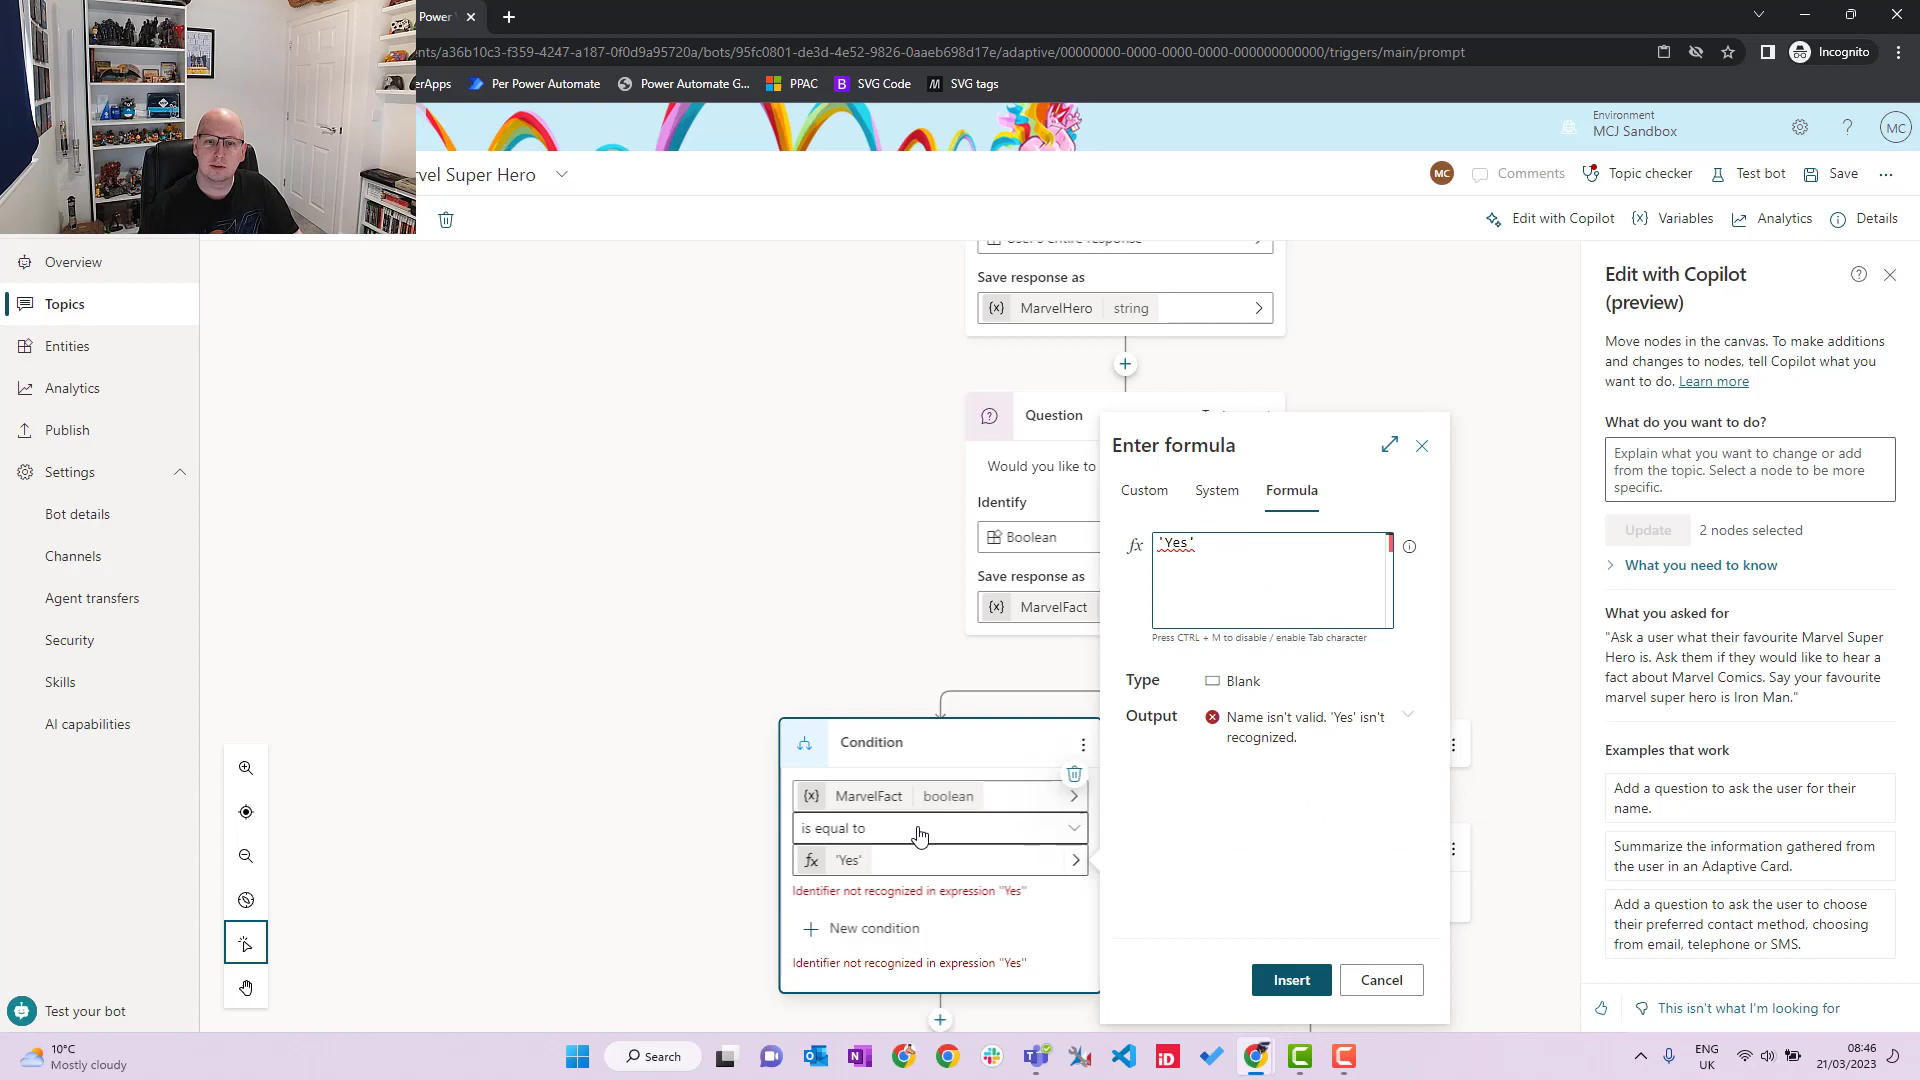 Power
Incognito
nts/a36b10c3-f359-4247-a187-0f0d9a95720a/bots/95fc0801-de3d-4e52-9826-0aaeb698d17e/adaptive/00000000-0000-0000-0000-000000000000/triggers/main/prompt
erApps
Per Power Automate
Power Automate G...
PPAC
B
SVG Code
SVG tags
Environment
MCJ Sandbox
MC
rvel Super Hero
MC
Comments
Topic checker
Test bot
Save
Edit with Copilot
{x} Variables
Analytics
Details
Overview
Topics
Entities
Analytics
Publish
Settings
Bot details
Channels
Agent transfers
Security
Skills
AI capabilities
Test your bot
User's entire response
Save response as
{x} MarvelHero string
Question
Would you like to
Identify
Boolean
Save response as
{x} MarvelFact
Condition
{x} MarvelFact boolean
is equal to
fx 'Yes'
Identifier not recognized in expression "Yes"
New condition
Identifier not recognized in expression "Yes"
Enter formula
Custom
System
Formula
fx
'Yes'
Press CTRL + M to disable / enable Tab character
Type
Blank
Output
Name isn't valid. 'Yes' isn't
recognized.
Insert
Cancel
Edit with Copilot
(preview)
Move nodes in the canvas. To make additions
and changes to nodes, tell Copilot what you
want to do. Learn more
What do you want to do?
Explain what you want to change or add
from the topic. Select a node to be more
specific.
Update
2 nodes selected
What you need to know
What you asked for
"Ask a user what their favourite Marvel Super
Hero is. Ask them if they would like to hear a
fact about Marvel Comics. Say your favourite
marvel super hero is Iron Man."
Examples that work
Add a question to ask the user for their
name.
Summarize the information gathered from
the user in an Adaptive Card.
Add a question to ask the user to choose
their preferred contact method, choosing
from email, telephone or SMS.
This isn't what I'm looking for
10°C
Mostly cloudy
Search
iD
ENG
UK
08:46
21/03/2023